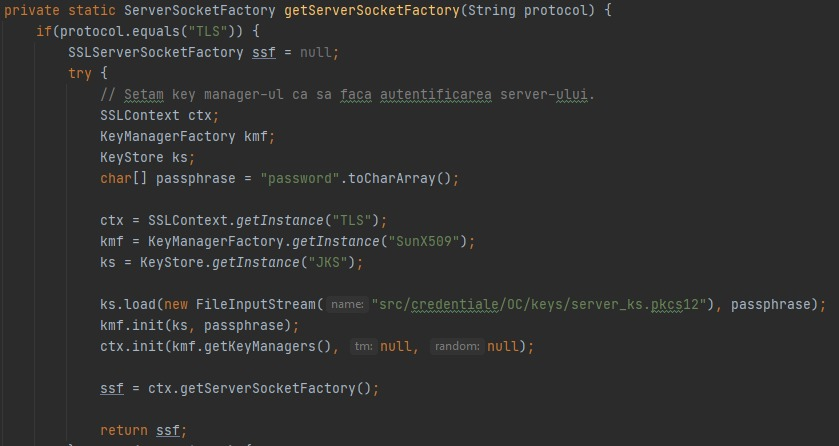 private static ServerSocketFactory getServerSocketFactory(String protocol) {
if(protocol.equals("TLS")) {
SSLServerSocketFactory ssf = null;
try {
// Setam key manager-ul ca sa faca autentificarea server-ului.
SSLContext ctx;
KeyManagerFactory kmf;
KeyStore ks;
char[] passphrase = "password".toCharArray();
ctx = SSLContext.getInstance("TLS");
kmf = KeyManagerFactory.getInstance("SunX509");
ks = KeyStore.getInstance("JKS");
ks.load(new FileInputStream( name: "src/credentiale/OC/keys/server_ks.pkcs12"), passphrase);
kmf.init(ks, passphrase);
ctx.init(kmf.getKeyManagers(), tm: null, random: null);
ssf = ctx.getServerSocketFactory();
return ssf;